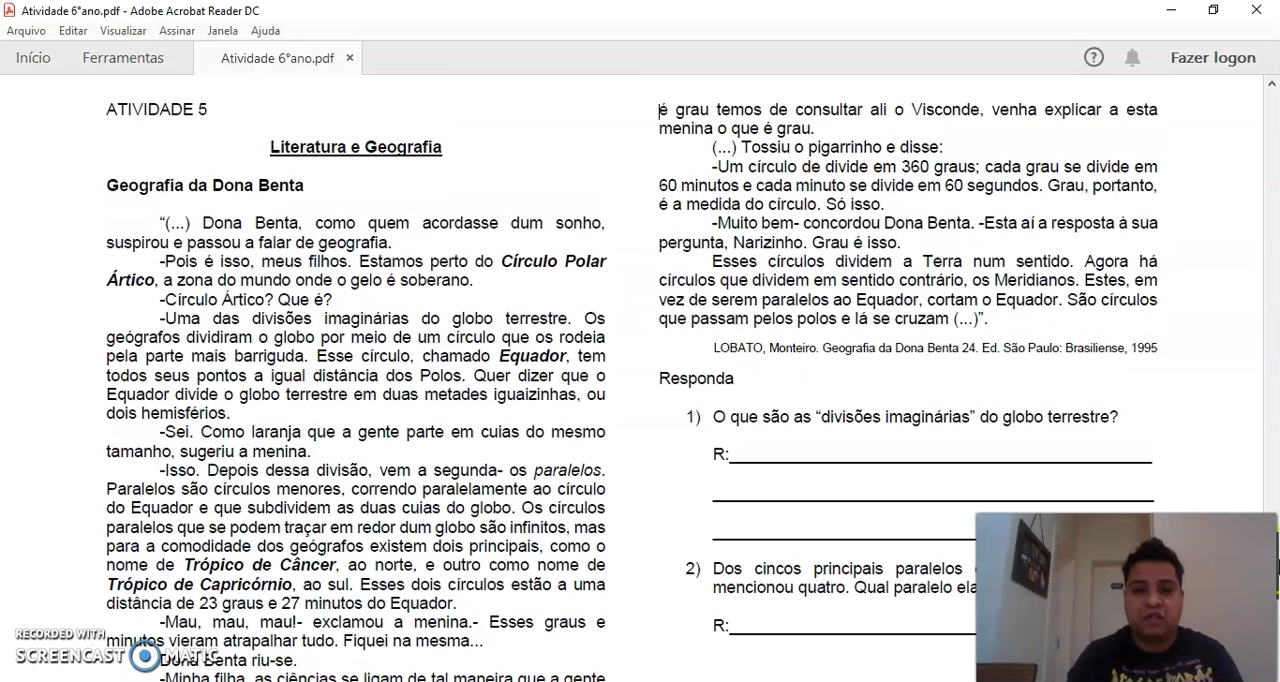 Atividade 6°ano.pdf - Adobe Acrobat Reader DC
Arquivo Editar Visualizar Assinar Janela Ajuda
Início Ferramentas Atividade 6°ano.pdf × ? Fazer logon
ATIVIDADE 5
Literatura e Geografia
Geografia da Dona Benta
“(...) Dona Benta, como quem acordasse dum sonho,
suspirou e passou a falar de geografia.
-Pois é isso, meus filhos. Estamos perto do Círculo Polar
Ártico, a zona do mundo onde o gelo é soberano.
-Círculo Ártico? Que é?
-Uma das divisões imaginárias do globo terrestre. Os
geógrafos dividiram o globo por meio de um círculo que os rodeia
pela parte mais barriguda. Esse círculo, chamado Equador, tem
todos seus pontos a igual distância dos Polos. Quer dizer que o
Equador divide o globo terrestre em duas metades iguaizinhas, ou
dois hemisférios.
-Sei. Como laranja que a gente parte em cuias do mesmo
tamanho, sugeriu a menina.
-Isso. Depois dessa divisão, vem a segunda- os paralelos.
Paralelos são círculos menores, correndo paralelamente ao círculo
do Equador e que subdividem as duas cuias do globo. Os círculos
paralelos que se podem traçar em redor dum globo são infinitos, mas
para a comodidade dos geógrafos existem dois principais, como o
nome de Trópico de Câncer, ao norte, e outro como nome de
Trópico de Capricórnio, ao sul. Esses dois círculos estão a uma
distância de 23 graus e 27 minutos do Equador.
-Mau, mau, mau!- exclamou a menina.- Esses graus e
minutos vieram atrapalhar tudo. Fiquei na mesma...
Dona Benta riu-se.
-Minha filha, as ciências se ligam de tal maneira que a gente
é grau temos de consultar ali o Visconde, venha explicar a esta
menina o que é grau.
(...) Tossiu o pigarrinho e disse:
-Um círculo de divide em 360 graus; cada grau se divide em
60 minutos e cada minuto se divide em 60 segundos. Grau, portanto,
é a medida do círculo. Só isso.
-Muito bem- concordou Dona Benta. -Esta aí a resposta à sua
pergunta, Narizinho. Grau é isso.
Esses círculos dividem a Terra num sentido. Agora há
círculos que dividem em sentido contrário, os Meridianos. Estes, em
vez de serem paralelos ao Equador, cortam o Equador. São círculos
que passam pelos polos e lá se cruzam (...)”.
LOBATO, Monteiro. Geografia da Dona Benta 24. Ed. São Paulo: Brasiliense, 1995
Responda
1) O que são as “divisões imaginárias” do globo terrestre?
R:
2) Dos cincos principais paralelos
mencionou quatro. Qual paralelo ela
R:
RECORDED WITH
SCREENCAST MATIC